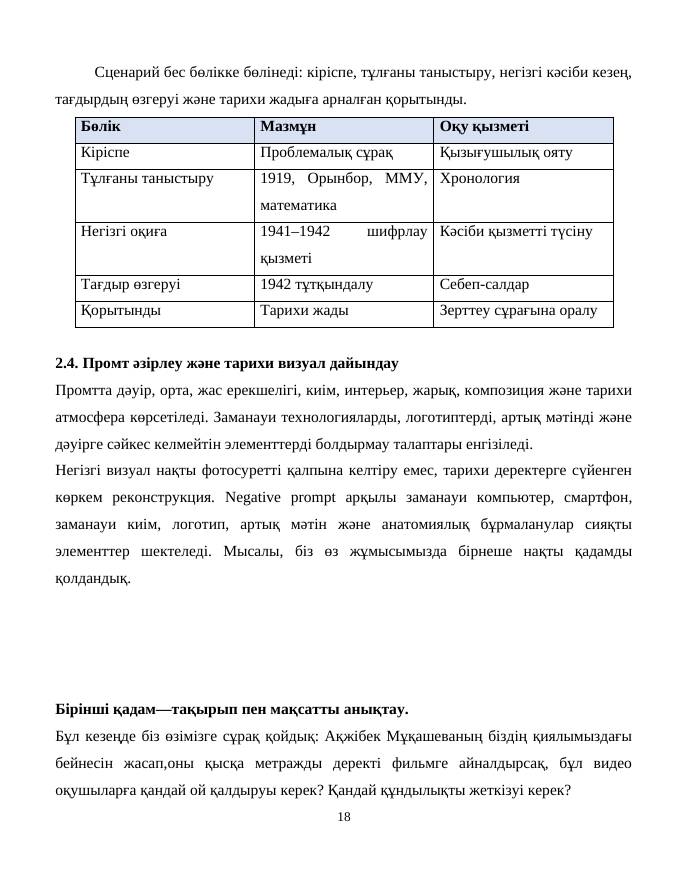 Сценарий бес бөлікке бөлінеді: кіріспе, тұлғаны таныстыру, негізгі кәсіби кезең,
тағдырдың өзгеруі және тарихи жадыға арналған қорытынды.
Бөлік Мазмұн Оқу қызметі
Кіріспе Проблемалық сұрақ Қызығушылық ояту
Тұлғаны таныстыру 1919, Орынбор, ММУ, Хронология
математика
Негізгі оқиға 1941–1942 шифрлау Кәсіби қызметті түсіну
қызметі
Тағдыр өзгеруі 1942 тұтқындалу Себеп-салдар
Қорытынды Тарихи жады Зерттеу сұрағына оралу
2.4. Промт әзірлеу және тарихи визуал дайындау
Промтта дәуір, орта, жас ерекшелігі, киім, интерьер, жарық, композиция және тарихи
атмосфера көрсетіледі. Заманауи технологияларды, логотиптерді, артық мәтінді және
дәуірге сәйкес келмейтін элементтерді болдырмау талаптары енгізіледі.
Негізгі визуал нақты фотосуретті қалпына келтіру емес, тарихи деректерге сүйенген
көркем реконструкция. Negative prompt арқылы заманауи компьютер, смартфон,
заманауи киім, логотип, артық мәтін және анатомиялық бұрмаланулар сияқты
элементтер шектеледі. Мысалы, біз өз жұмысымызда бірнеше нақты қадамды
қолдандық.
Бірінші қадам—тақырып пен мақсатты анықтау.
Бұл кезеңде біз өзімізге сұрақ қойдық: Ақжібек Мұқашеваның біздің қиялымыздағы
бейнесін жасап,оны қысқа метражды деректі фильмге айналдырсақ, бұл видео
оқушыларға қандай ой қалдыруы керек? Қандай құндылықты жеткізуі керек?
18